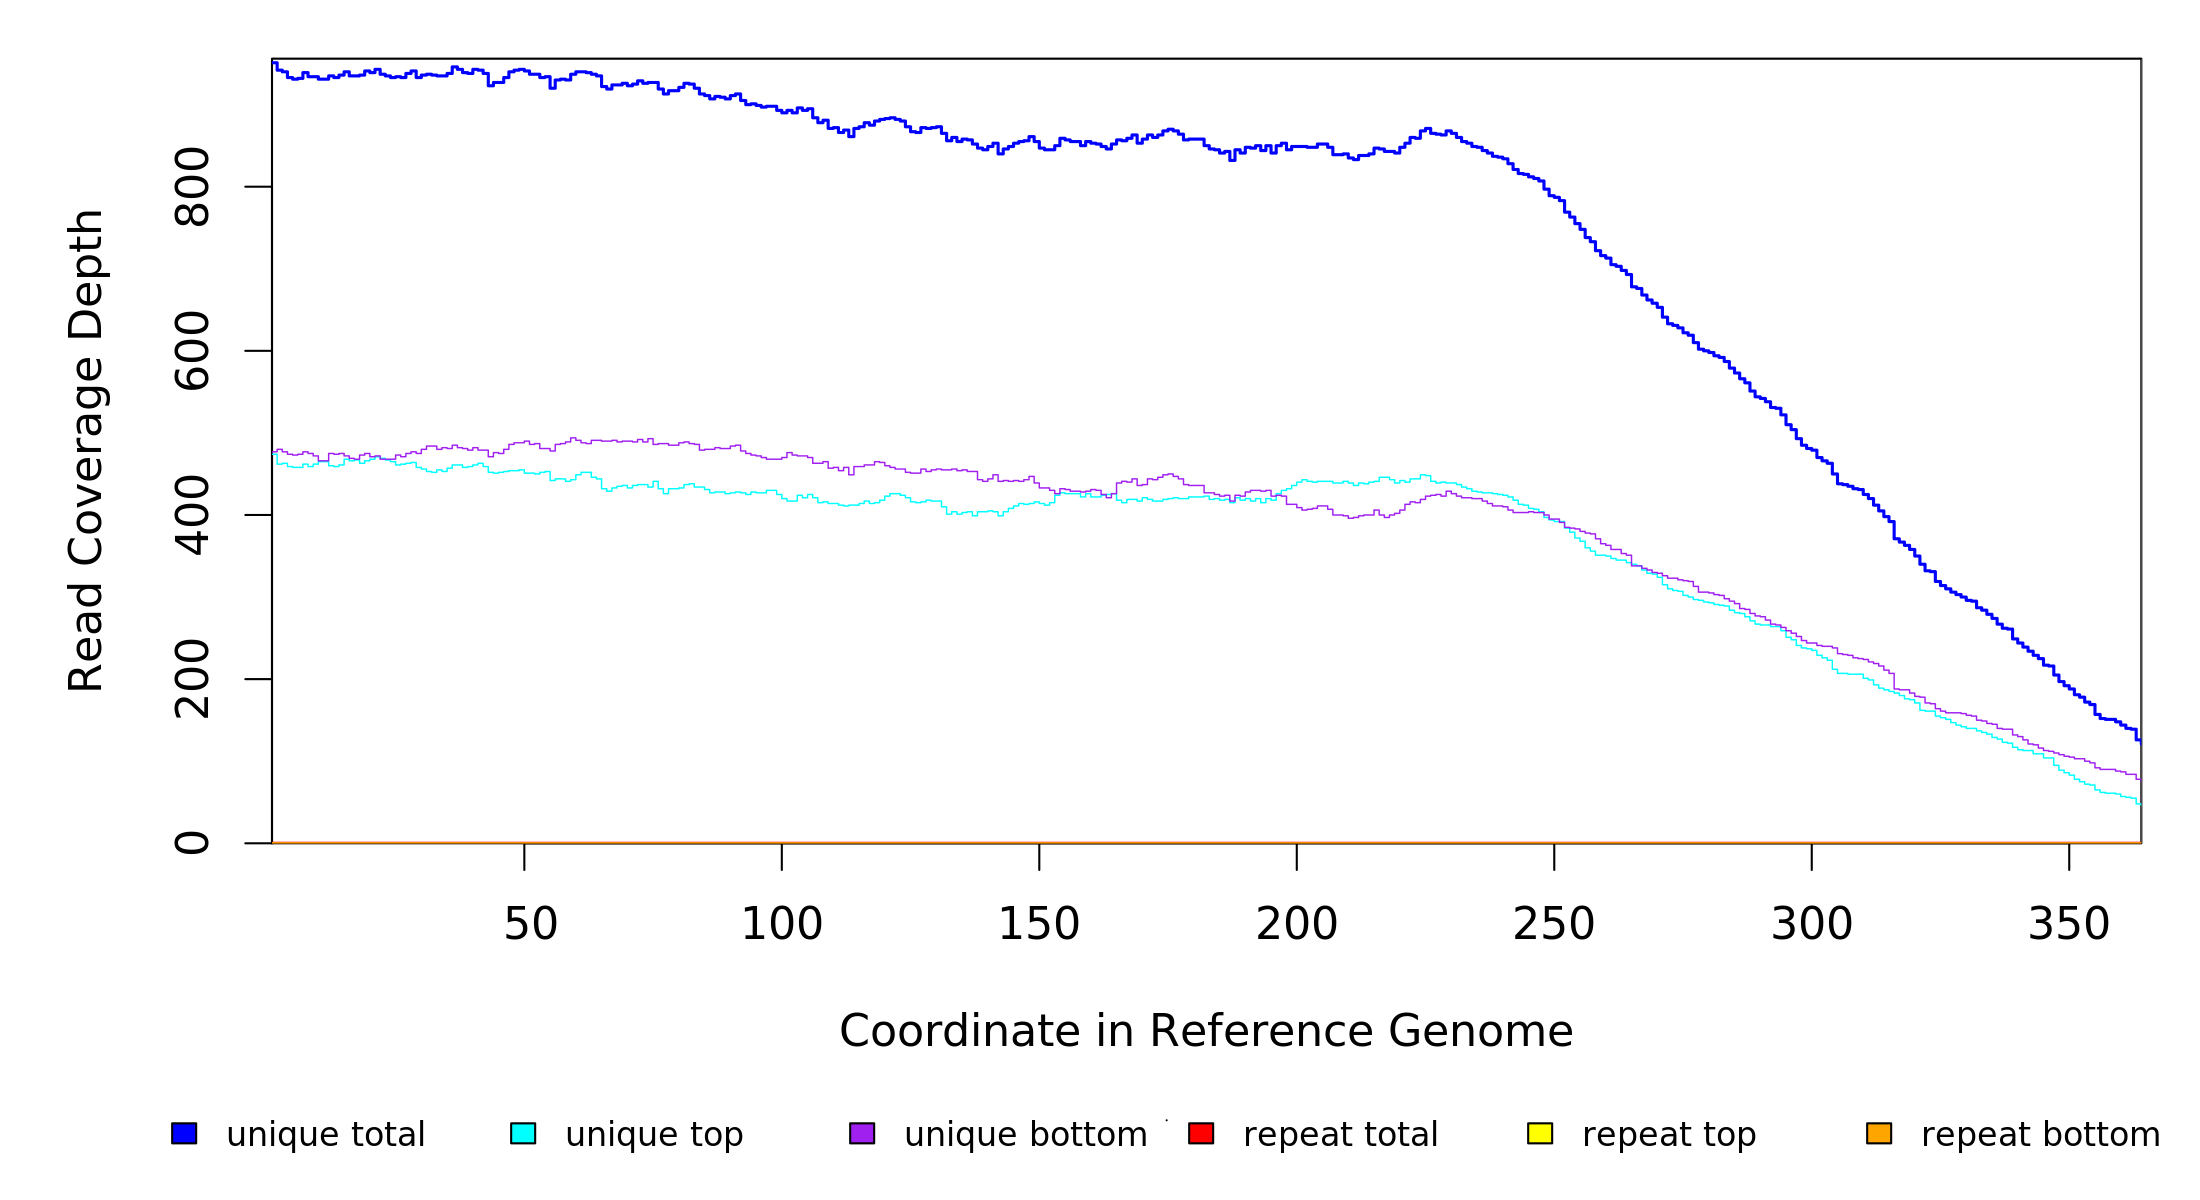 Read Coverage Depth
800
600
400
200
0
50 100 150 200 250 300 350
Coordinate in Reference Genome
unique total unique top unique bottom repeat total repeat top repeat bottom